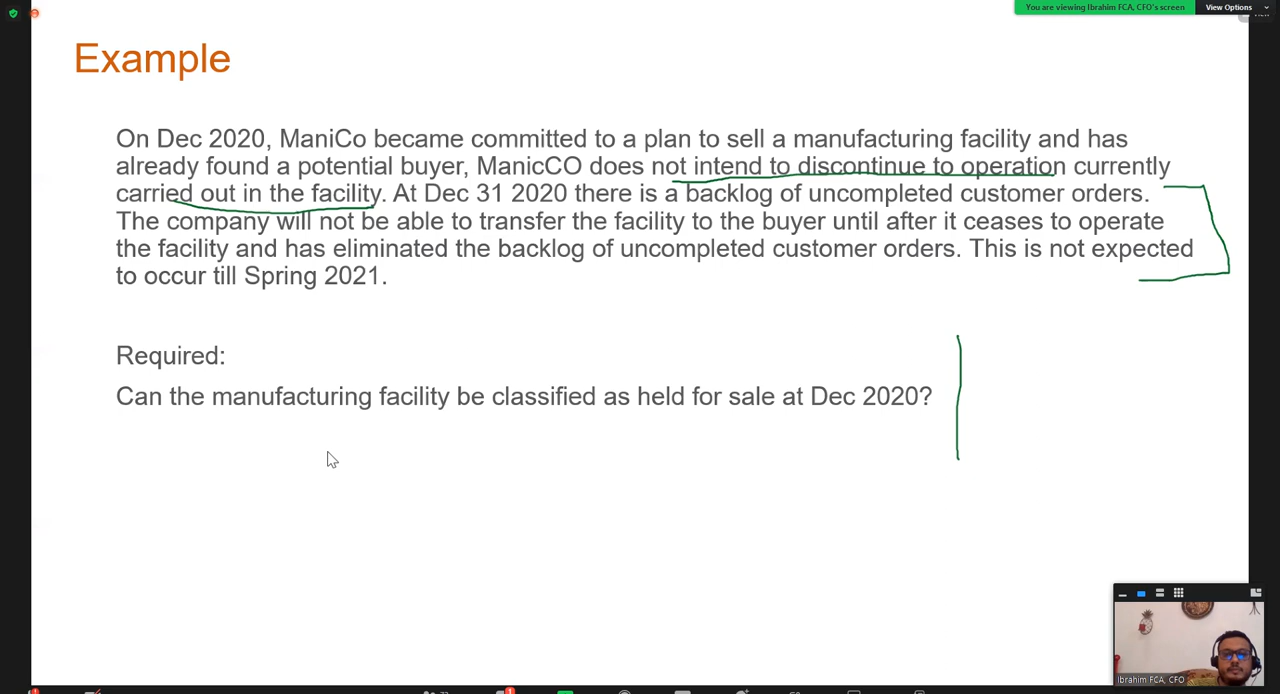 You are viewing Ibrahim FCA, CFO's screen
View Options
Example
On Dec 2020, ManiCo became committed to a plan to sell a manufacturing facility and has
already found a potential buyer, ManicCO does not intend to discontinue to operation currently
carried out in the facility. At Dec 31 2020 there is a backlog of uncompleted customer orders.
The company will not be able to transfer the facility to the buyer until after it ceases to operate
the facility and has eliminated the backlog of uncompleted customer orders. This is not expected
to occur till Spring 2021.
Required:
Can the manufacturing facility be classified as held for sale at Dec 2020?
Ibrahim FCA, CFO